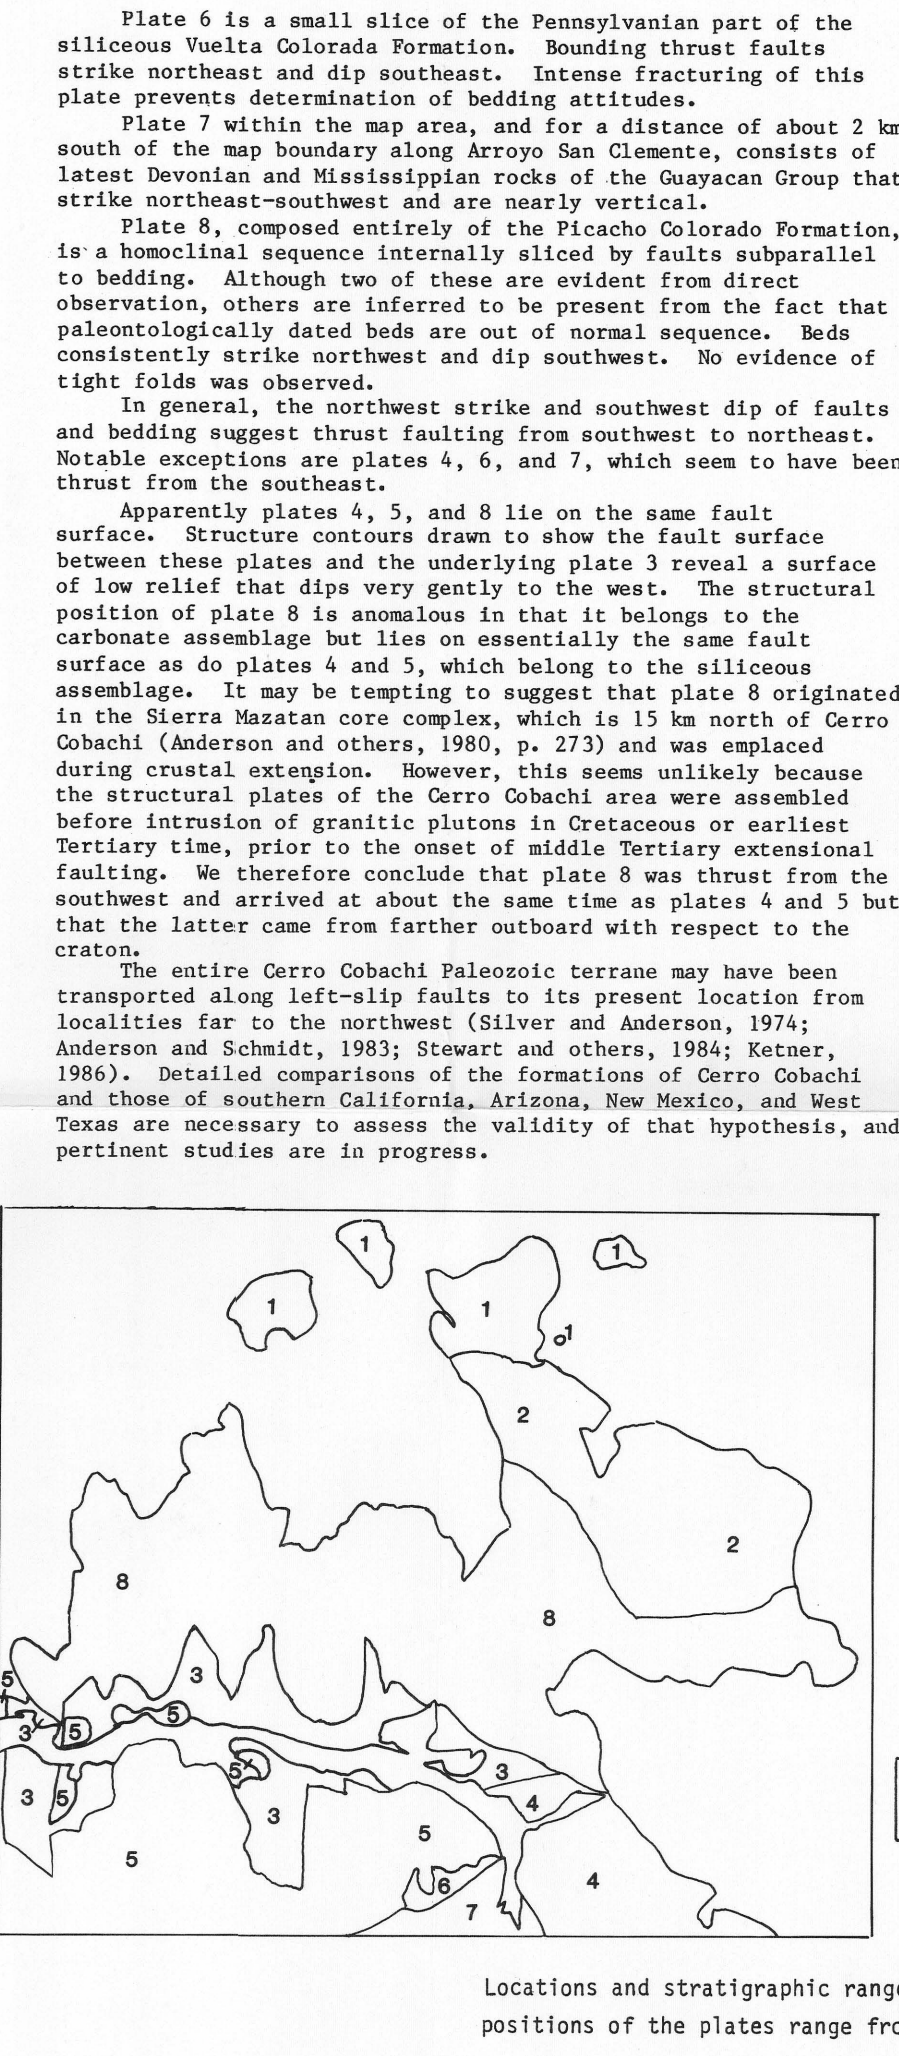 Plate 6 is a small slice of the Pennsylvanian part of the
siliceous Vuelta Colorada Formation.  Bounding thrust faults
strike northeast and dip southeast.  Intense fracturing of this
plate prevents determination of bedding attitudes.
Plate 7 within the map area, and for a distance of about 2 km
south of the map boundary along Arroyo San Clemente, consists of
latest Devonian and Mississippian rocks of the Guayacan Group that
strike northeast-southwest and are nearly vertical.
Plate 8, composed entirely of the Picacho Colorado Formation,
is a homoclinal sequence internally sliced by faults subparallel
to bedding.  Although two of these are evident from direct
observation, others are inferred to be present from the fact that
paleontologically dated beds are out of normal sequence.  Beds
consistently strike northwest and dip southwest.  No evidence of
tight folds was observed.
In general, the northwest strike and southwest dip of faults
and bedding suggest thrust faulting from southwest to northeast.
Notable exceptions are plates 4, 6, and 7, which seem to have been
thrust from the southeast.
Apparently plates 4, 5, and 8 lie on the same fault
surface.  Structure contours drawn to show the fault surface
between these plates and the underlying plate 3 reveal a surface
of low relief that dips very gently to the west.  The structural
position of plate 8 is anomalous in that it belongs to the
carbonate assemblage but lies on essentially the same fault
surface as do plates 4 and 5, which belong to the siliceous
assemblage.  It may be tempting to suggest that plate 8 originated
in the Sierra Mazatan core complex, which is 15 km north of Cerro
Cobachi (Anderson and others, 1980, p. 273) and was emplaced
during crustal extension.  However, this seems unlikely because
the structural plates of the Cerro Cobachi area were assembled
before intrusion of granitic plutons in Cretaceous or earliest
Tertiary time, prior to the onset of middle Tertiary extensional
faulting.  We therefore conclude that plate 8 was thrust from the
southwest and arrived at about the same time as plates 4 and 5 but
that the latter came from farther outboard with respect to the
craton.
The entire Cerro Cobachi Paleozoic terrane may have been
transported along left-slip faults to its present location from
localities far to the northwest (Silver and Anderson, 1974;
Anderson and Schmidt, 1983; Stewart and others, 1984; Ketner,
1986).  Detailed comparisons of the formations of Cerro Cobachi
and those of southern California, Arizona, New Mexico, and West
Texas are necessary to assess the validity of that hypothesis, and
pertinent studies are in progress.
1
1
1
1
1
2
2
8
8
3
5
5
3
5
5
3
4
3
5
3
5
5
4
6
7
Locations and stratigraphic rang
positions of the plates range fro